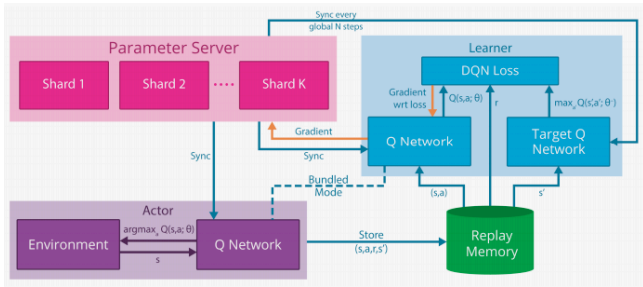 Sync every
global N steps
Parameter Server
Shard 1
Shard 2
Shard K
Learner
DQN Loss
Gradient
wrt loss
Q(s,a; θ)
r
maxₐ' Q(s',a'; θ⁻)
Q Network
Target Q
Network
Gradient
Sync
Sync
Bundled
Mode
(s,a)
s'
Actor
Environment
argmaxₐ Q(s,a; θ)
s
Q Network
Store
(s,a,r,s')
Replay
Memory